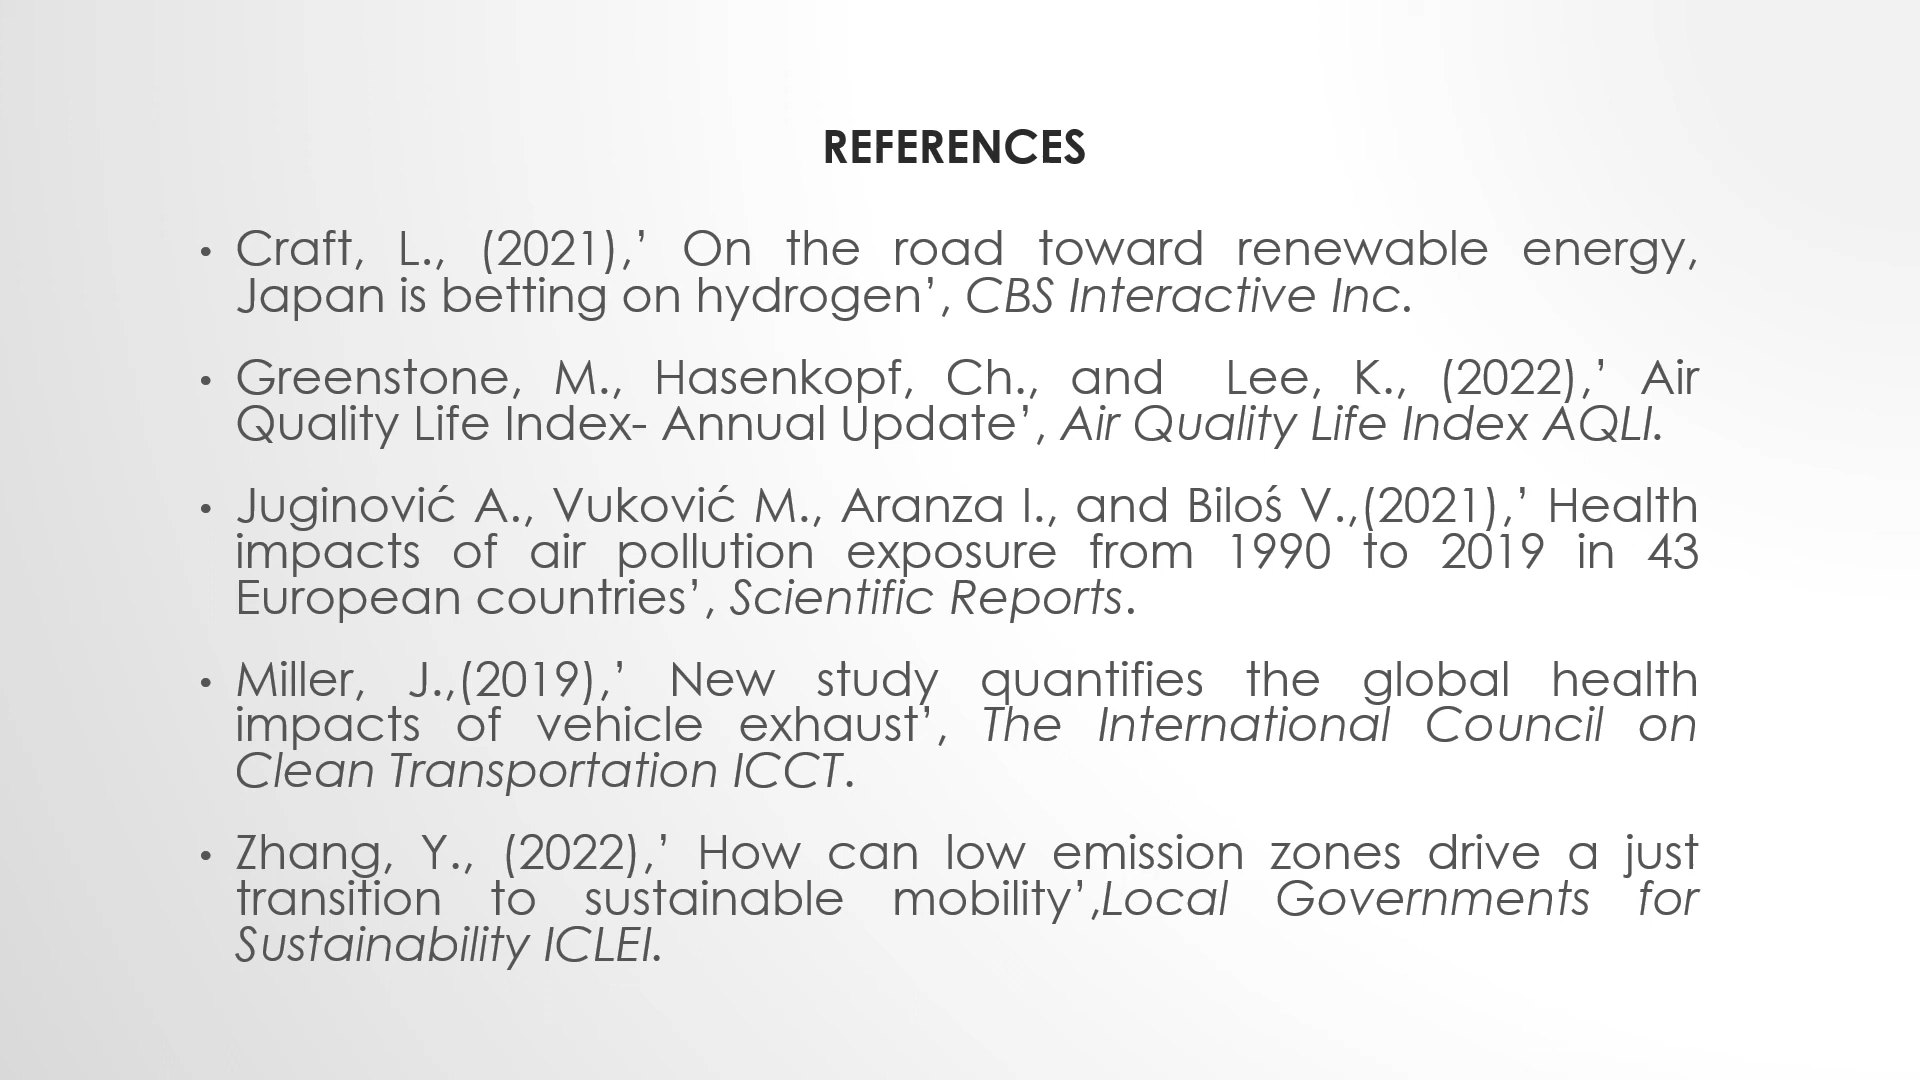 REFERENCES
• Craft, L., (2021),’ On the road toward renewable energy,
Japan is betting on hydrogen’, CBS Interactive Inc.
• Greenstone, M., Hasenkopf, Ch., and Lee, K., (2022),’ Air
Quality Life Index- Annual Update’, Air Quality Life Index AQLI.
• Juginović A., Vuković M., Aranza I., and Biloś V.,(2021),’ Health
impacts of air pollution exposure from 1990 to 2019 in 43
European countries’, Scientific Reports.
• Miller, J.,(2019),’ New study quantifies the global health
impacts of vehicle exhaust’, The International Council on
Clean Transportation ICCT.
• Zhang, Y., (2022),’ How can low emission zones drive a just
transition to sustainable mobility’,Local Governments for
Sustainability ICLEI.